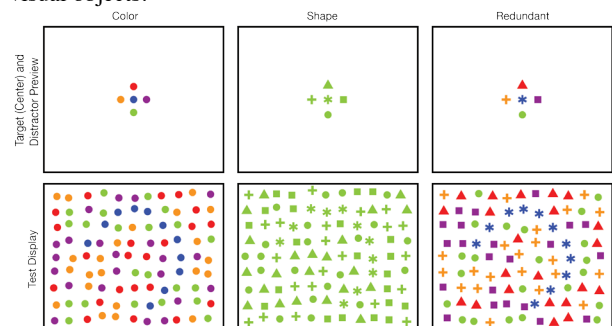 visual objects.
Color
Shape
Redundant
Target (Center) and
Distractor Preview
Test Display